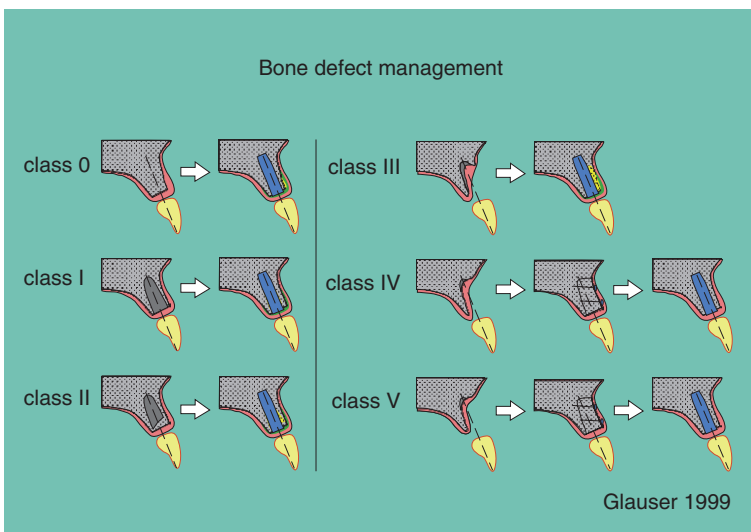 Bone defect management
class 0
class I
class II
class III
class IV
class V
Glauser 1999